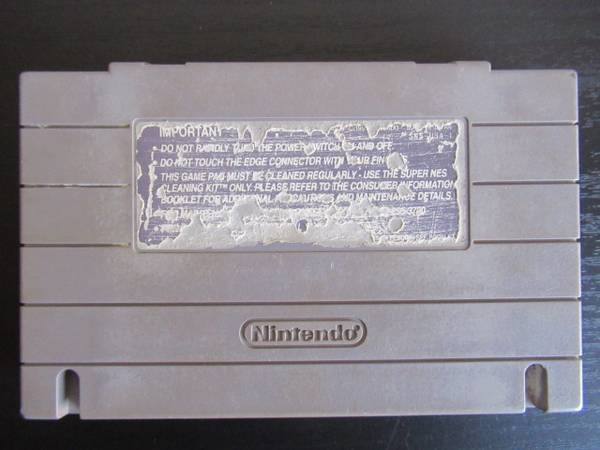 IMPORTANT
SNS-USA
• DO NOT RAPIDLY TURN THE POWER SWITCH ON AND OFF.
• DO NOT TOUCH THE EDGE CONNECTOR WITH YOUR
• THIS GAME PAK MUST BE CLEANED REGULARLY - USE THE SUPER NES
CLEANING KIT™ ONLY. PLEASE REFER TO THE CONSUMER INFORMATION
BOOKLET FOR ADDITIONAL PRECAUTIONS AND MAINTENANCE DETAILS.
Nintendo®